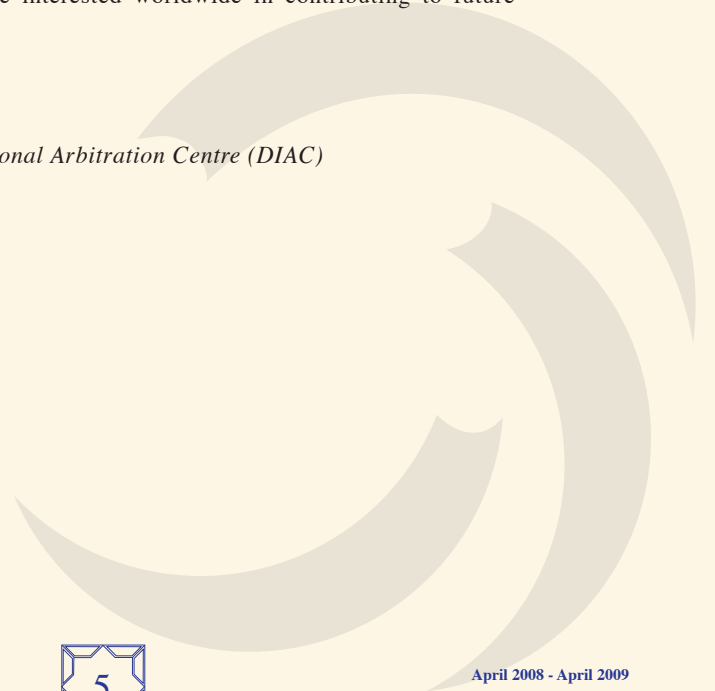 interested worldwide in contributing to future
onal Arbitration Centre (DIAC)
5
April 2008 - April 2009